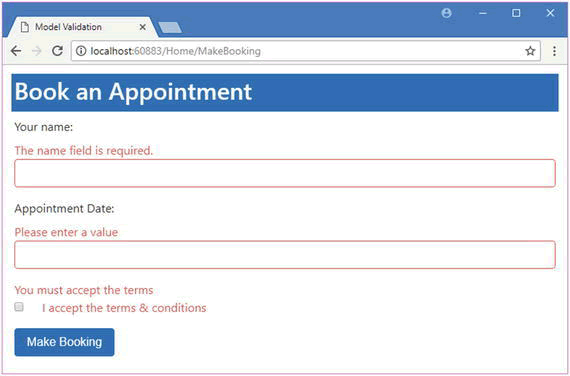 Model Validation
localhost:60883/Home/MakeBooking
Book an Appointment
Your name:
The name field is required.
Appointment Date:
Please enter a value
You must accept the terms
I accept the terms & conditions
Make Booking